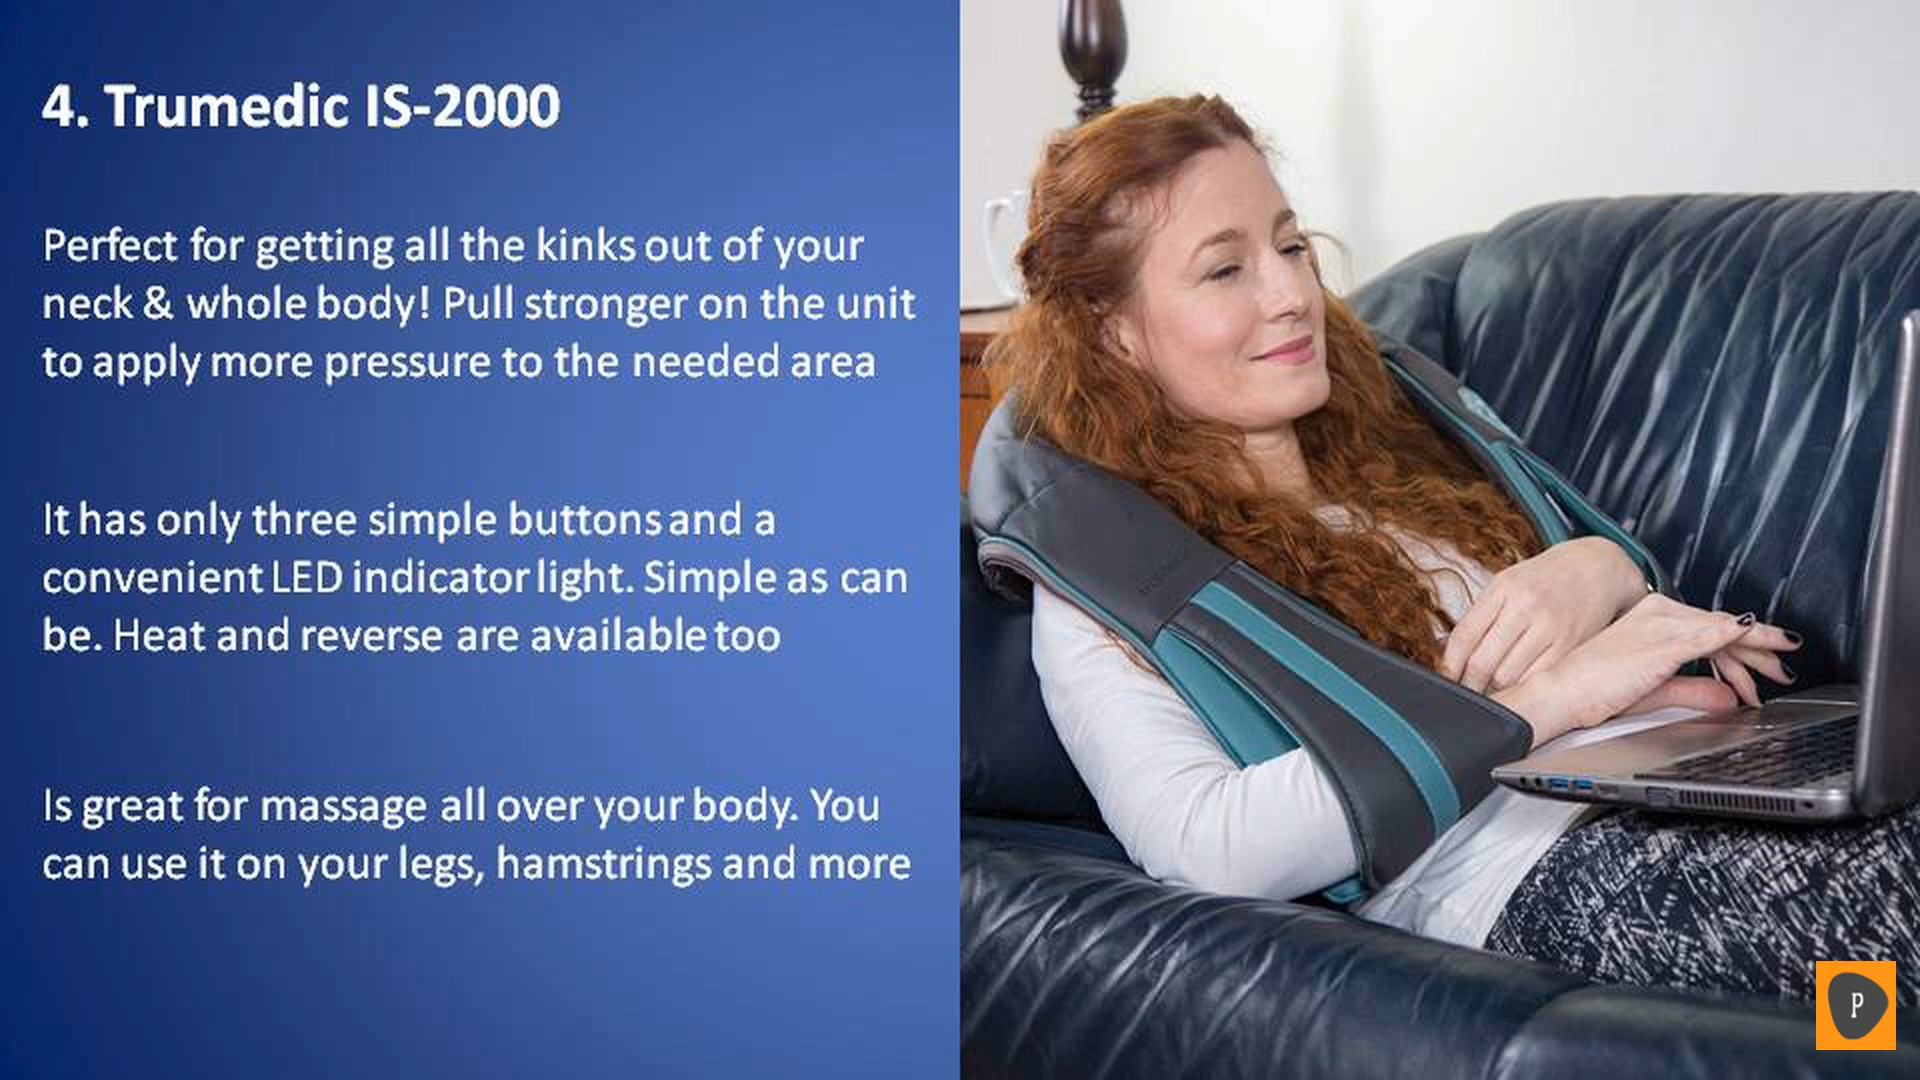 4. Trumedic IS-2000
Perfect for getting all the kinks out of your
neck & whole body! Pull stronger on the unit
to apply more pressure to the needed area
It has only three simple buttons and a
convenient LED indicator light. Simple as can
be. Heat and reverse are available too
Is great for massage all over your body. You
can use it on your legs, hamstrings and more
P